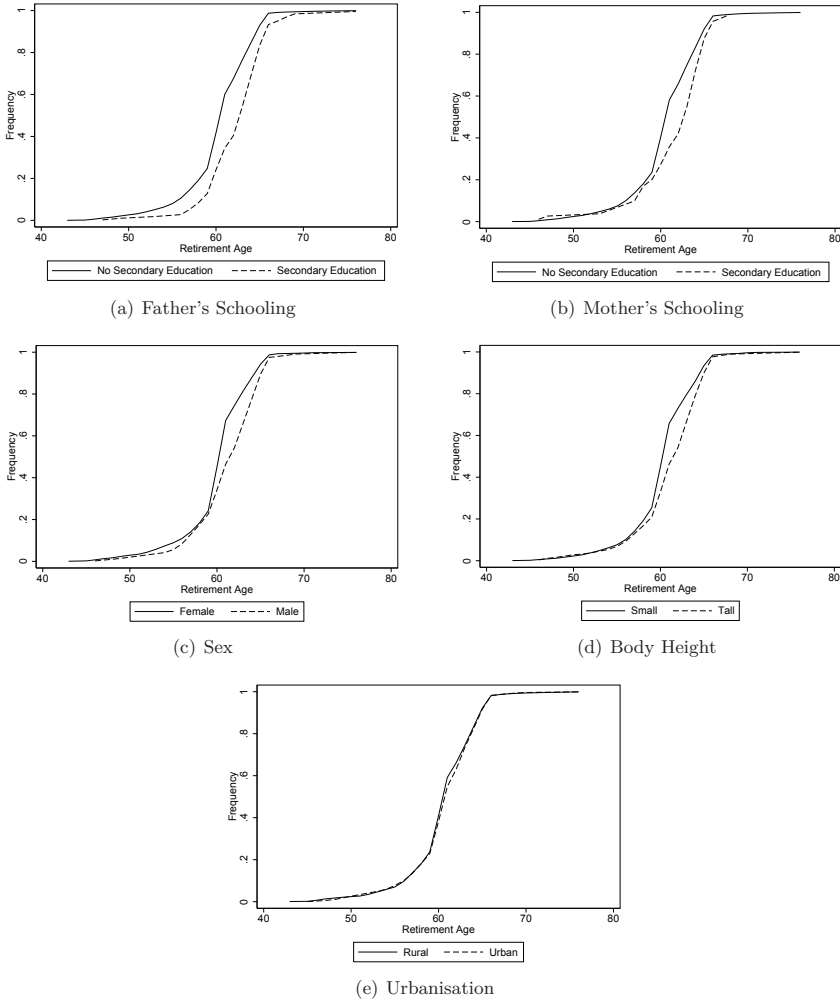 Frequency
0 .2 .4 .6 .8 1
40 50 60 70 80
Retirement Age
No Secondary Education Secondary Education
(a) Father's Schooling
Frequency
0 .2 .4 .6 .8 1
40 50 60 70 80
Retirement Age
No Secondary Education Secondary Education
(b) Mother's Schooling
Frequency
0 .2 .4 .6 .8 1
40 50 60 70 80
Retirement Age
Female Male
(c) Sex
Frequency
0 .2 .4 .6 .8 1
40 50 60 70 80
Retirement Age
Small Tall
(d) Body Height
Frequency
0 .2 .4 .6 .8 1
40 50 60 70 80
Retirement Age
Rural Urban
(e) Urbanisation